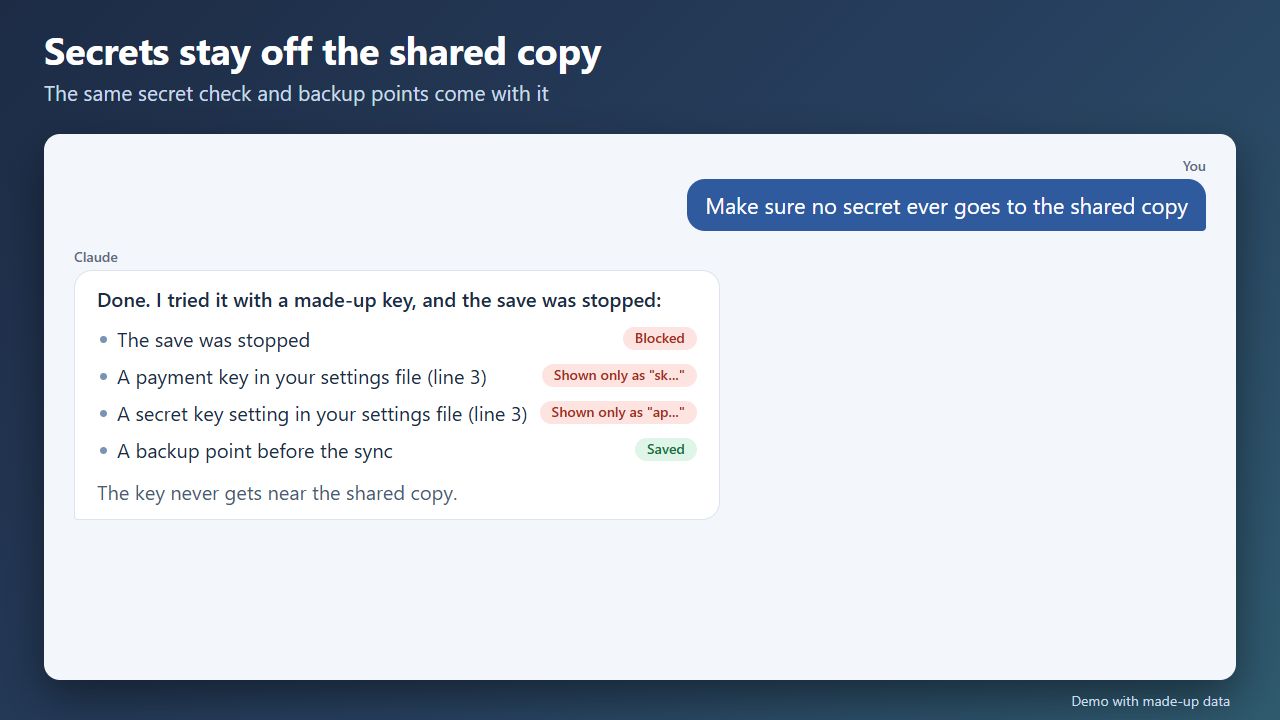 Secrets stay off the shared copy
The same secret check and backup points come with it
You
Make sure no secret ever goes to the shared copy
Claude
Done. I tried it with a made-up key, and the save was stopped:
The save was stopped Blocked
A payment key in your settings file (line 3) Shown only as "sk..."
A secret key setting in your settings file (line 3) Shown only as "ap..."
A backup point before the sync Saved
The key never gets near the shared copy.
Demo with made-up data